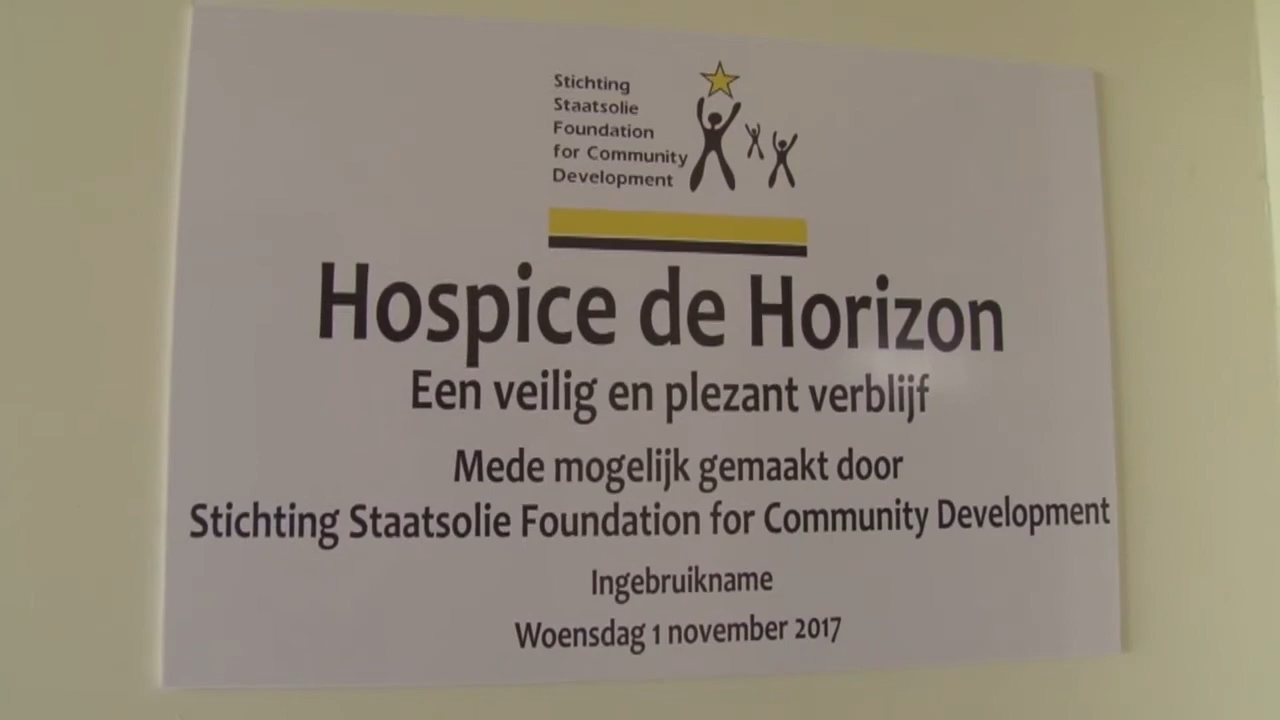 Stichting
Staatsolie
Foundation
for Community
Development
Hospice de Horizon
Een veilig en plezant verblijf
Mede mogelijk gemaakt door
Stichting Staatsolie Foundation for Community Development
Ingebruikname
Woensdag 1 november 2017